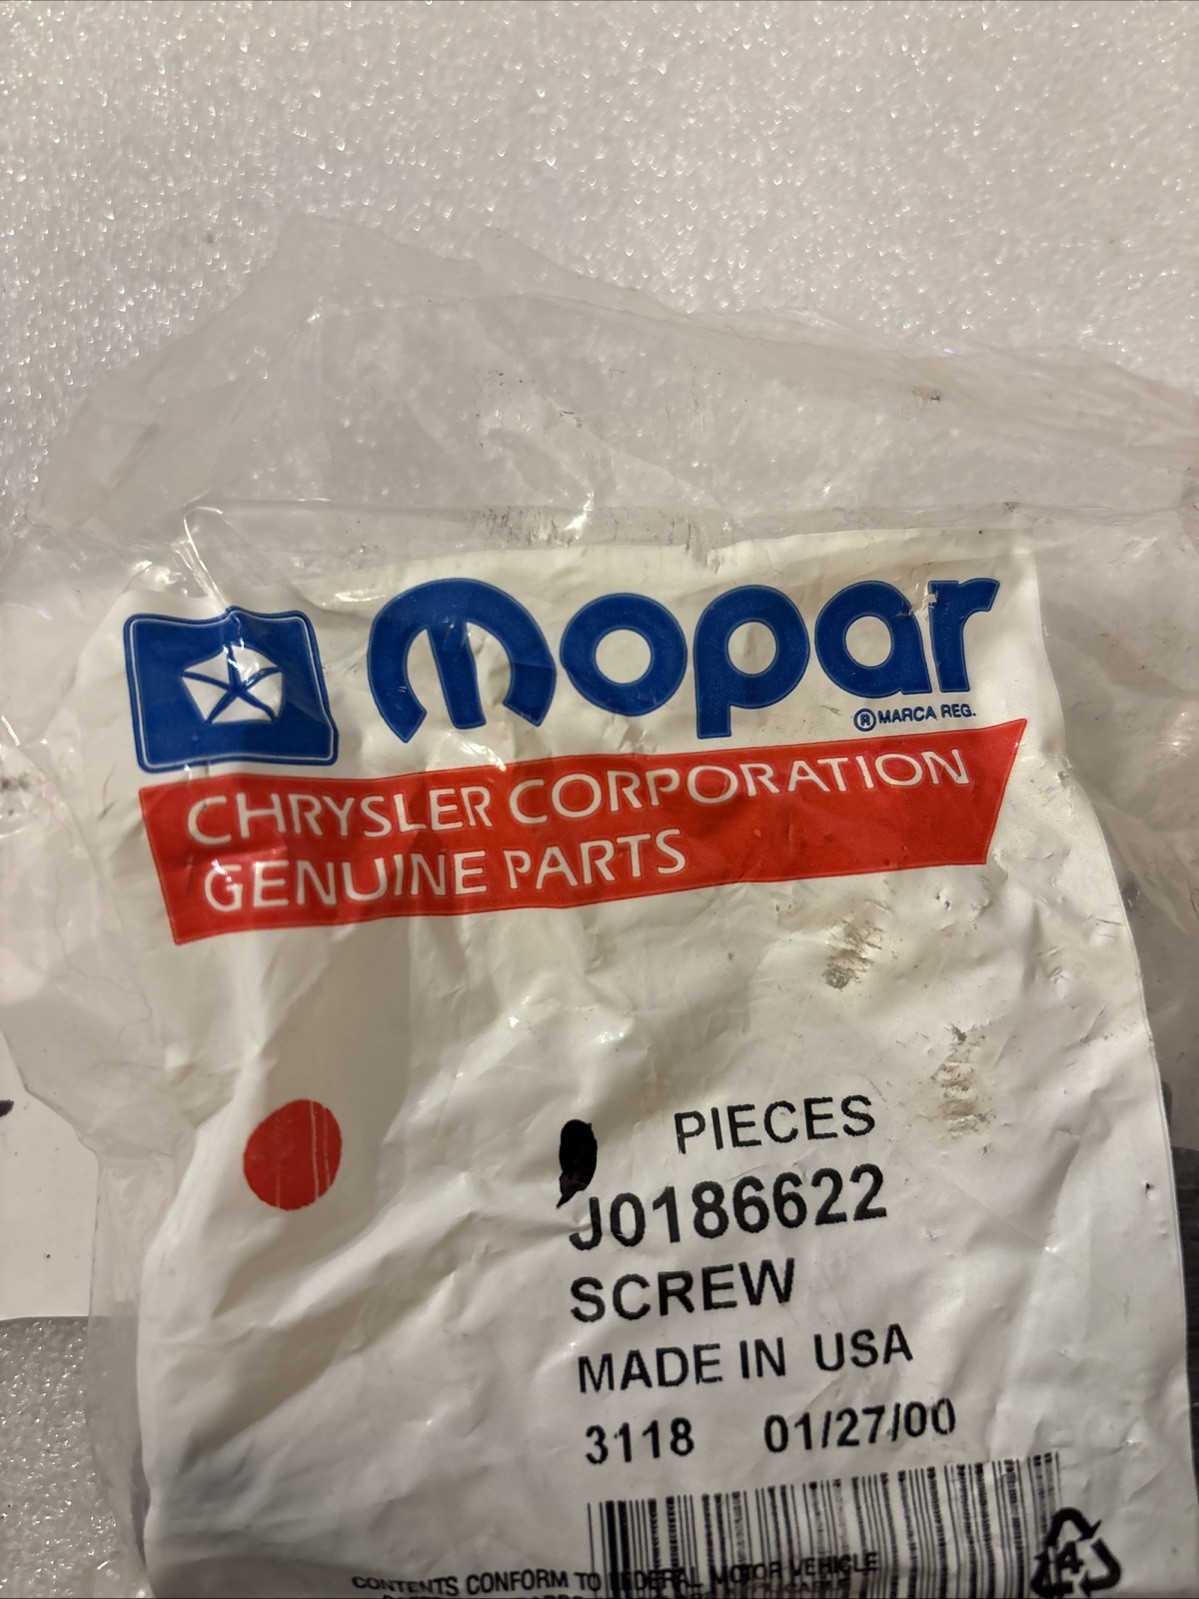 mopar
® MARCA REG.
CHRYSLER CORPORATION
GENUINE PARTS
PIECES
J0186622
SCREW
MADE IN USA
3118 01/27/00
4
CONTENTS CONFORM TO FEDERAL MOTOR VEHICLE